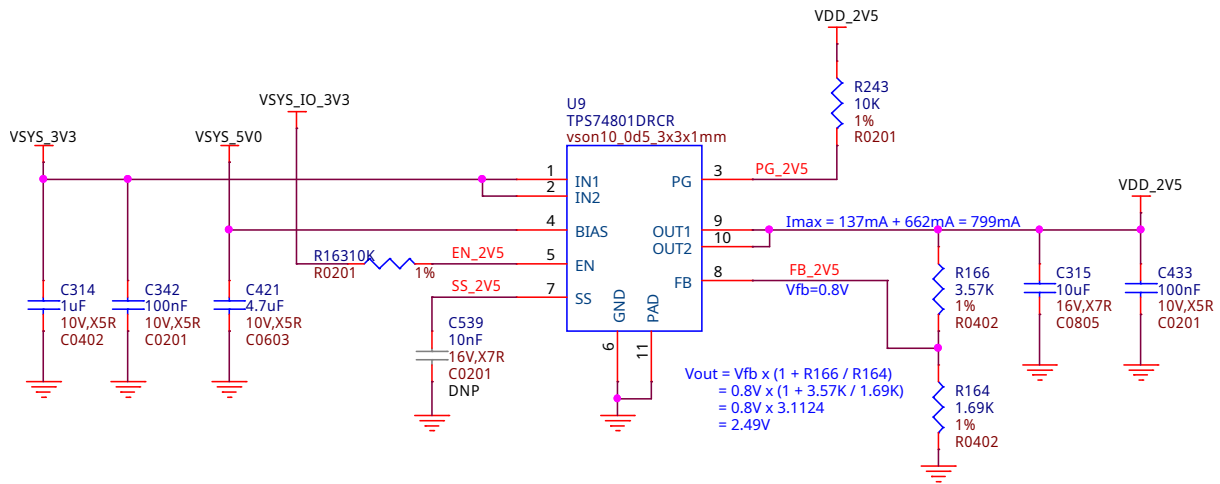 VDD_2V5
R243
10K
1%
R0201
VSYS_IO_3V3
U9
TPS74801DRCR
vson10_0d5_3x3x1mm
VSYS_3V3
VSYS_5V0
1
IN1
2
IN2
4
BIAS
5
EN
7
SS
3
PG
PG_2V5
9
OUT1
10
OUT2
8
FB
6
GND
11
PAD
VDD_2V5
Imax = 137mA + 662mA = 799mA
R163 10K
R0201
1%
EN_2V5
SS_2V5
FB_2V5
Vfb=0.8V
C314
1uF
10V,X5R
C0402
C342
100nF
10V,X5R
C0201
C421
4.7uF
10V,X5R
C0603
C539
10nF
16V,X7R
C0201
DNP
R166
3.57K
1%
R0402
C315
10uF
16V,X7R
C0805
C433
100nF
10V,X5R
C0201
Vout = Vfb x (1 + R166 / R164)
= 0.8V x (1 + 3.57K / 1.69K)
= 0.8V x 3.1124
= 2.49V
R164
1.69K
1%
R0402